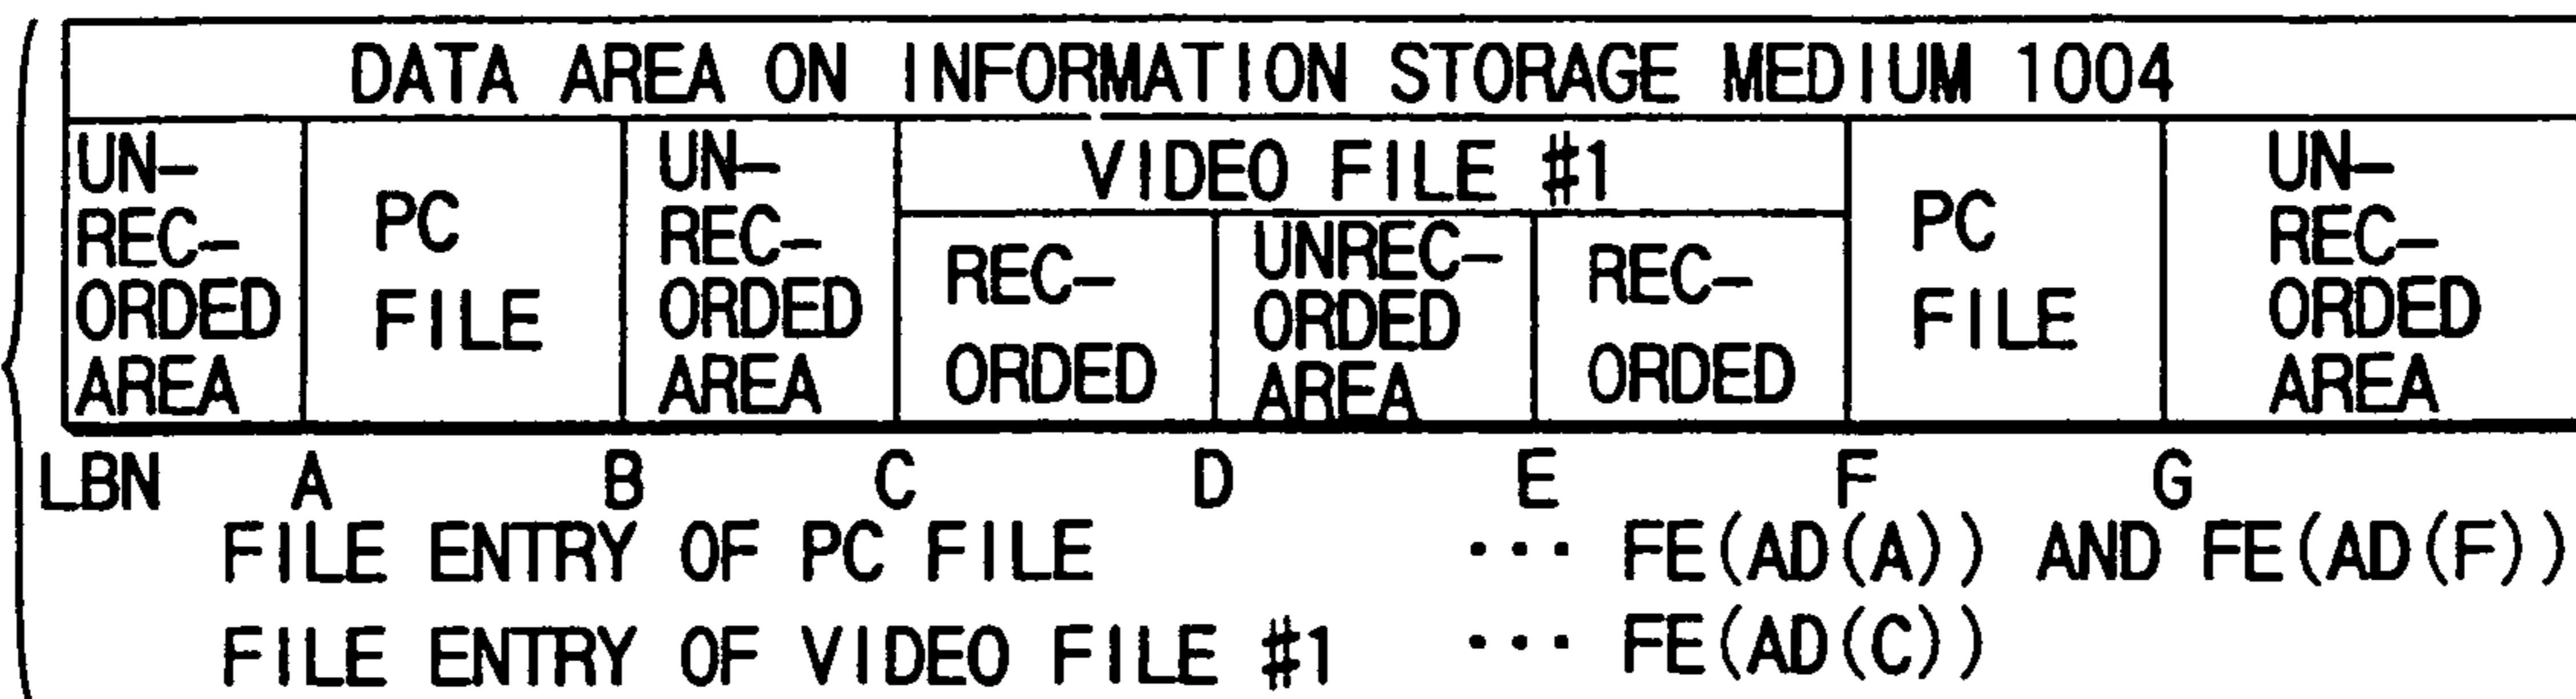 DATA AREA ON INFORMATION STORAGE MEDIUM 1004
UN-
REC-
ORDED
AREA
PC
FILE
UN-
REC-
ORDED
AREA
VIDEO FILE #1
REC-
ORDED
UNREC-
ORDED
AREA
REC-
ORDED
PC
FILE
UN-
REC-
ORDED
AREA
LBN A B C D E F G
FILE ENTRY OF PC FILE ··· FE(AD(A)) AND FE(AD(F))
FILE ENTRY OF VIDEO FILE #1 ··· FE(AD(C))